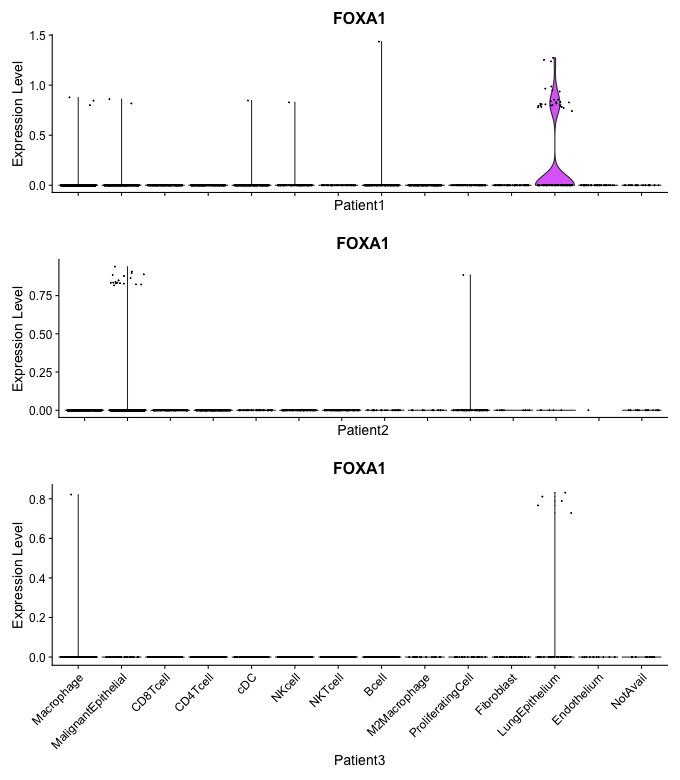 FOXA1
Expression Level
1.5
1.0
0.5
0.0
Patient1
FOXA1
Expression Level
0.75
0.50
0.25
0.00
Patient2
FOXA1
Expression Level
0.8
0.6
0.4
0.2
0.0
Macrophage
MalignantEpithelial
CD8Tcell
CD4Tcell
cDC
NKcell
NKTcell
Bcell
M2Macrophage
ProliferatingCell
Fibroblast
LungEpithelium
Endothelium
NotAvail
Patient3